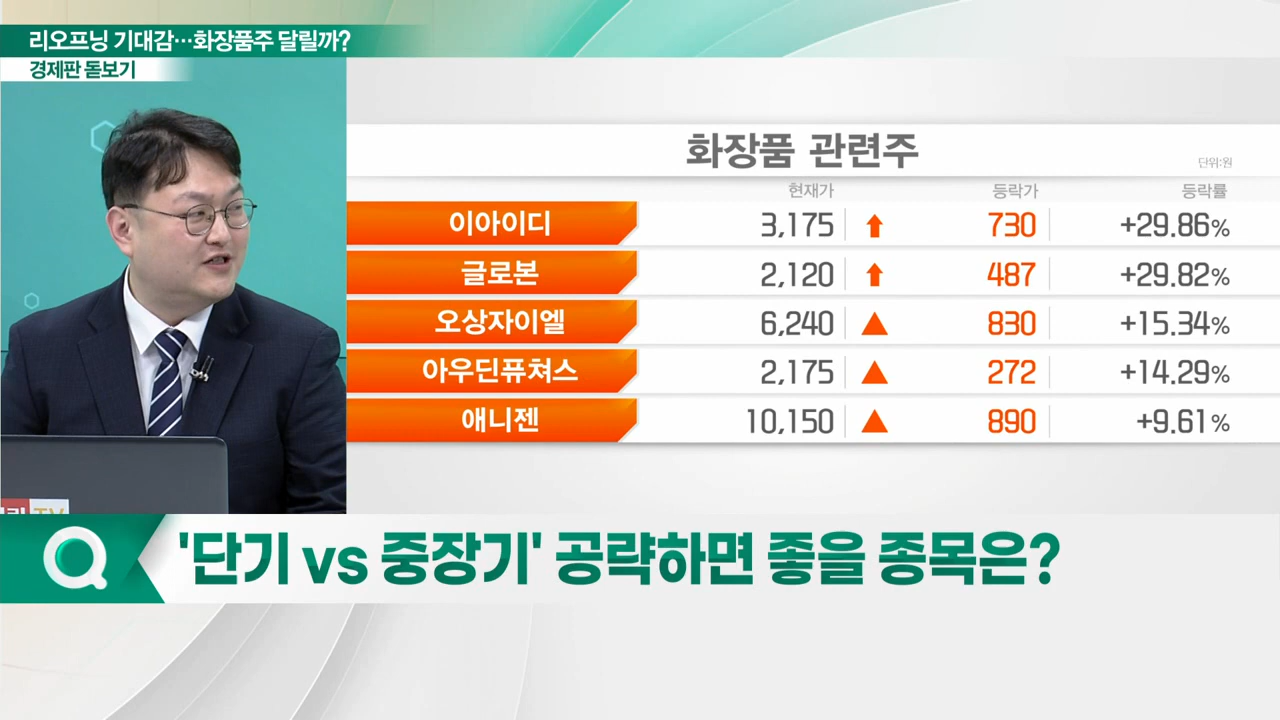 리오프닝 기대감…화장품주 달릴까?
경제판 돋보기
화장품 관련주
단위:원
현재가 등락가 등락률
이아이디 3,175 730 +29.86%
글로본 2,120 487 +29.82%
오상자이엘 6,240 830 +15.34%
아우딘퓨쳐스 2,175 272 +14.29%
애니젠 10,150 890 +9.61%
TV
'단기 vs 중장기' 공략하면 좋을 종목은?